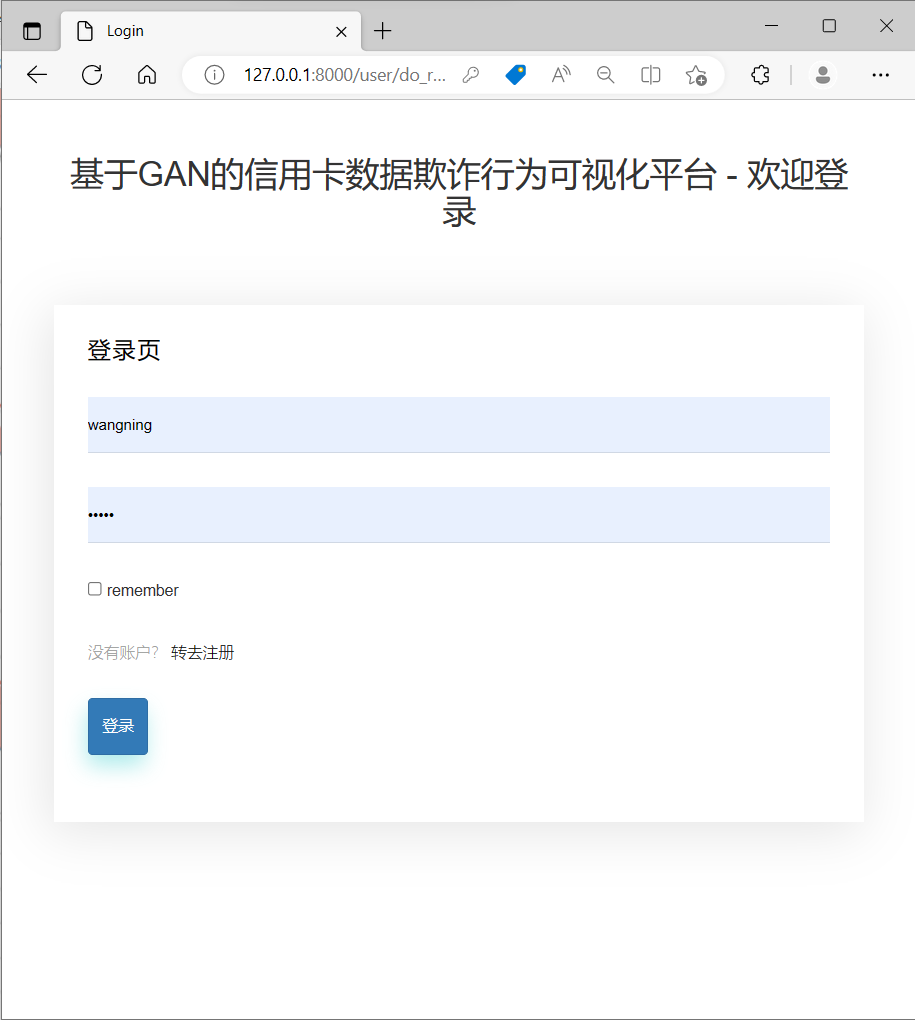 Login
127.0.0.1:8000/user/do_r...
基于GAN的信用卡数据欺诈行为可视化平台 - 欢迎登
录
登录页
wangning
•••••
remember
没有账户? 转去注册
登录